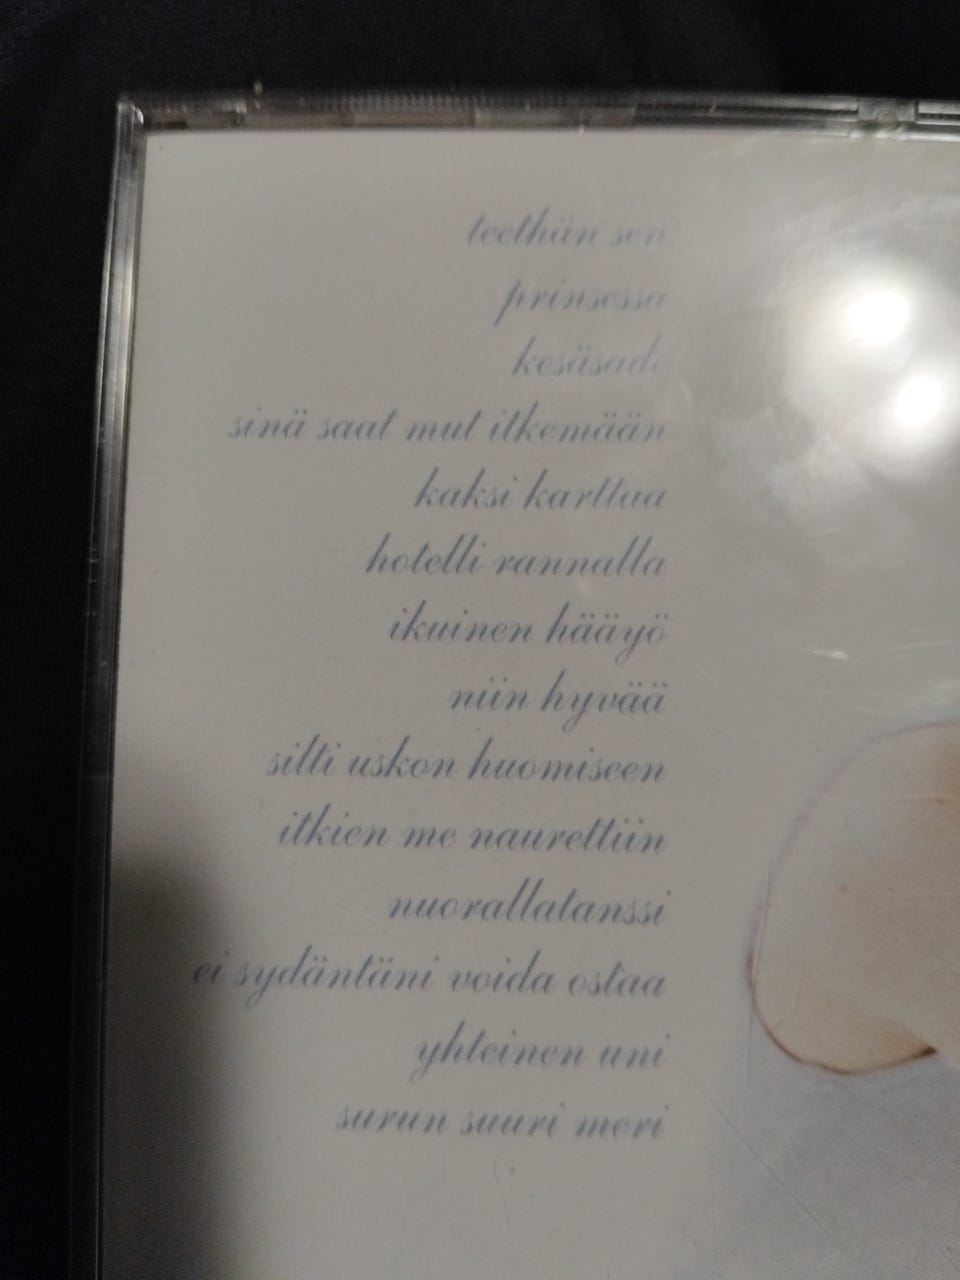 teethän sen
prinsessa
kesäsade
sinä saat mut itkemään
kaksi karttaa
hotelli rannalla
ikuinen hääyö
niin hyvää
silti uskon huomiseen
itkien me naurettiin
nuorallatanssi
ei sydäntäni voida ostaa
yhteinen uni
surun suuri meri